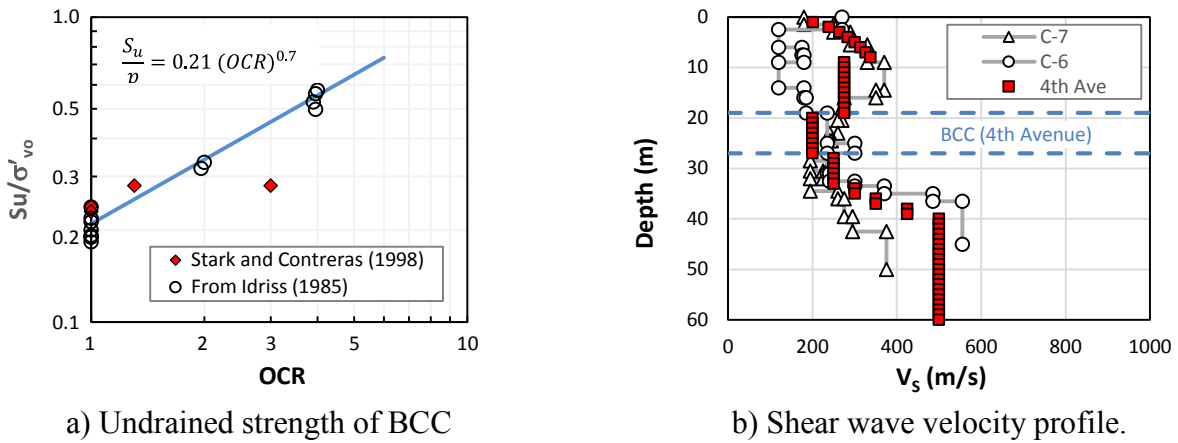 a)
1.0
0.5
0.3
0.2
0.1
Su/σ'vo
S_u/p = 0.21 (OCR)^0.7
Stark and Contreras (1998)
From Idriss (1985)
1 2 3 5 10
OCR
a) Undrained strength of BCC
b)
0
10
20
30
40
50
60
Depth (m)
C-7
C-6
4th Ave
BCC (4th Avenue)
0 200 400 600 800 1000
V_S (m/s)
b) Shear wave velocity profile.